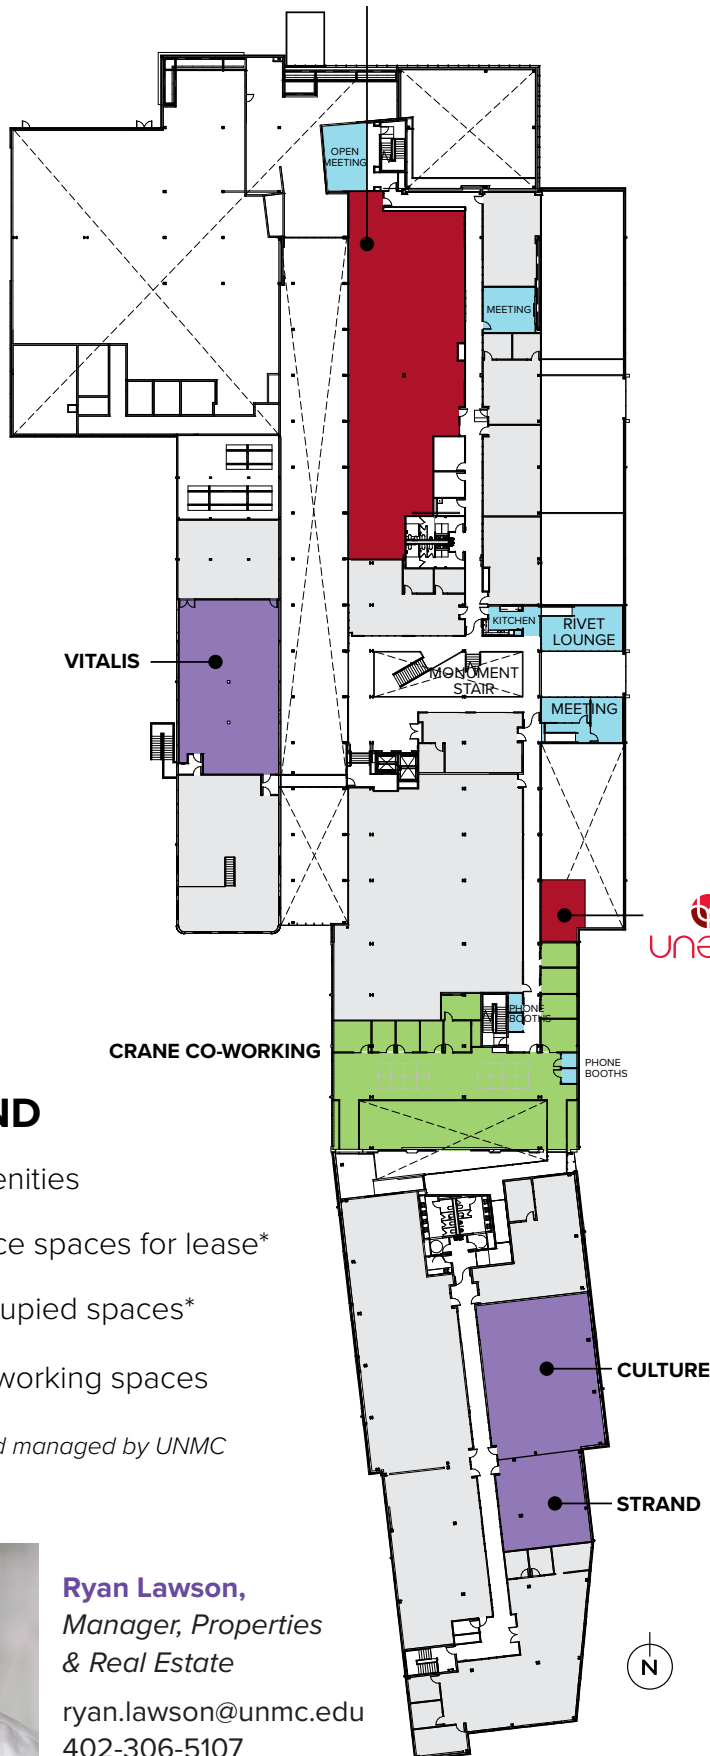 OPEN
MEETING
MEETING
KITCHEN
RIVET
LOUNGE
VITALIS
MONUMENT
STAIR
MEETING
PHONE
BOOTHS
CRANE CO-WORKING
PHONE
BOOTHS
ND
enities
ce spaces for lease*
upied spaces*
working spaces
d managed by UNMC
CULTURE
STRAND
Ryan Lawson,
Manager, Properties
& Real Estate
ryan.lawson@unmc.edu
402-306-5107
N